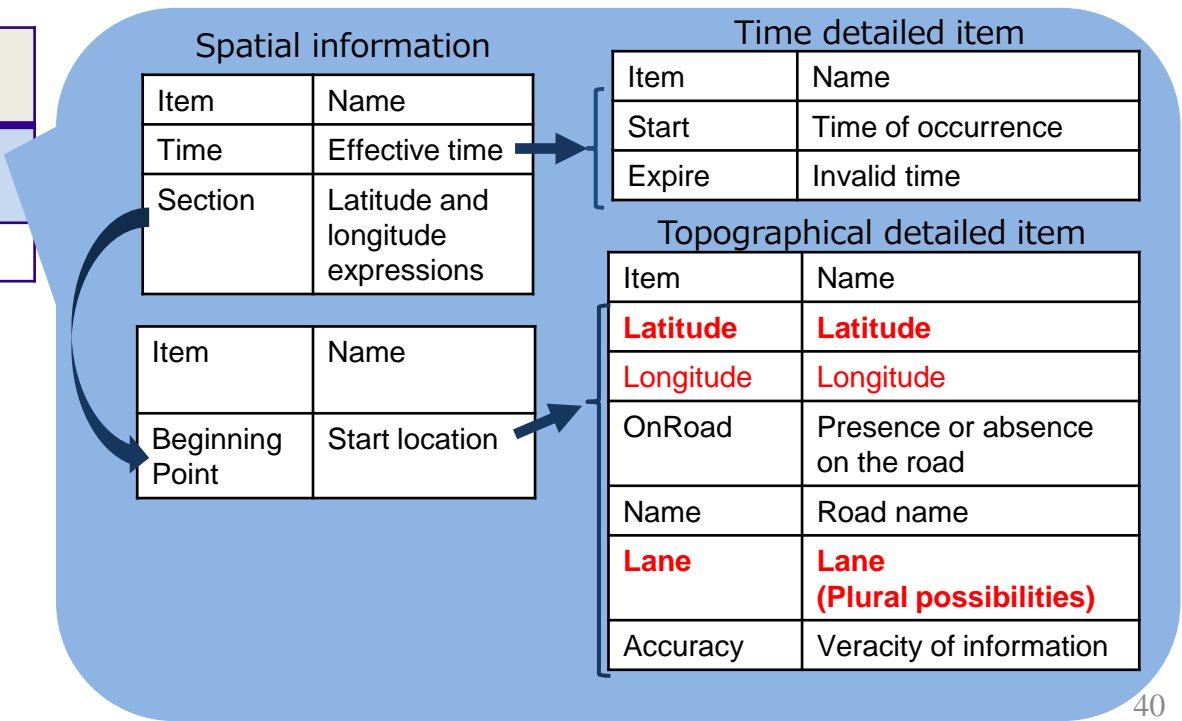 Spatial information
Item Name
Time Effective time
Section Latitude and
longitude
expressions
Item Name
Beginning Start location
Point
Time detailed item
Item Name
Start Time of occurrence
Expire Invalid time
Topographical detailed item
Item Name
Latitude Latitude
Longitude Longitude
OnRoad Presence or absence
on the road
Name Road name
Lane Lane
(Plural possibilities)
Accuracy Veracity of information
40